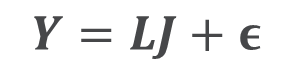 Y = LJ + ϵ